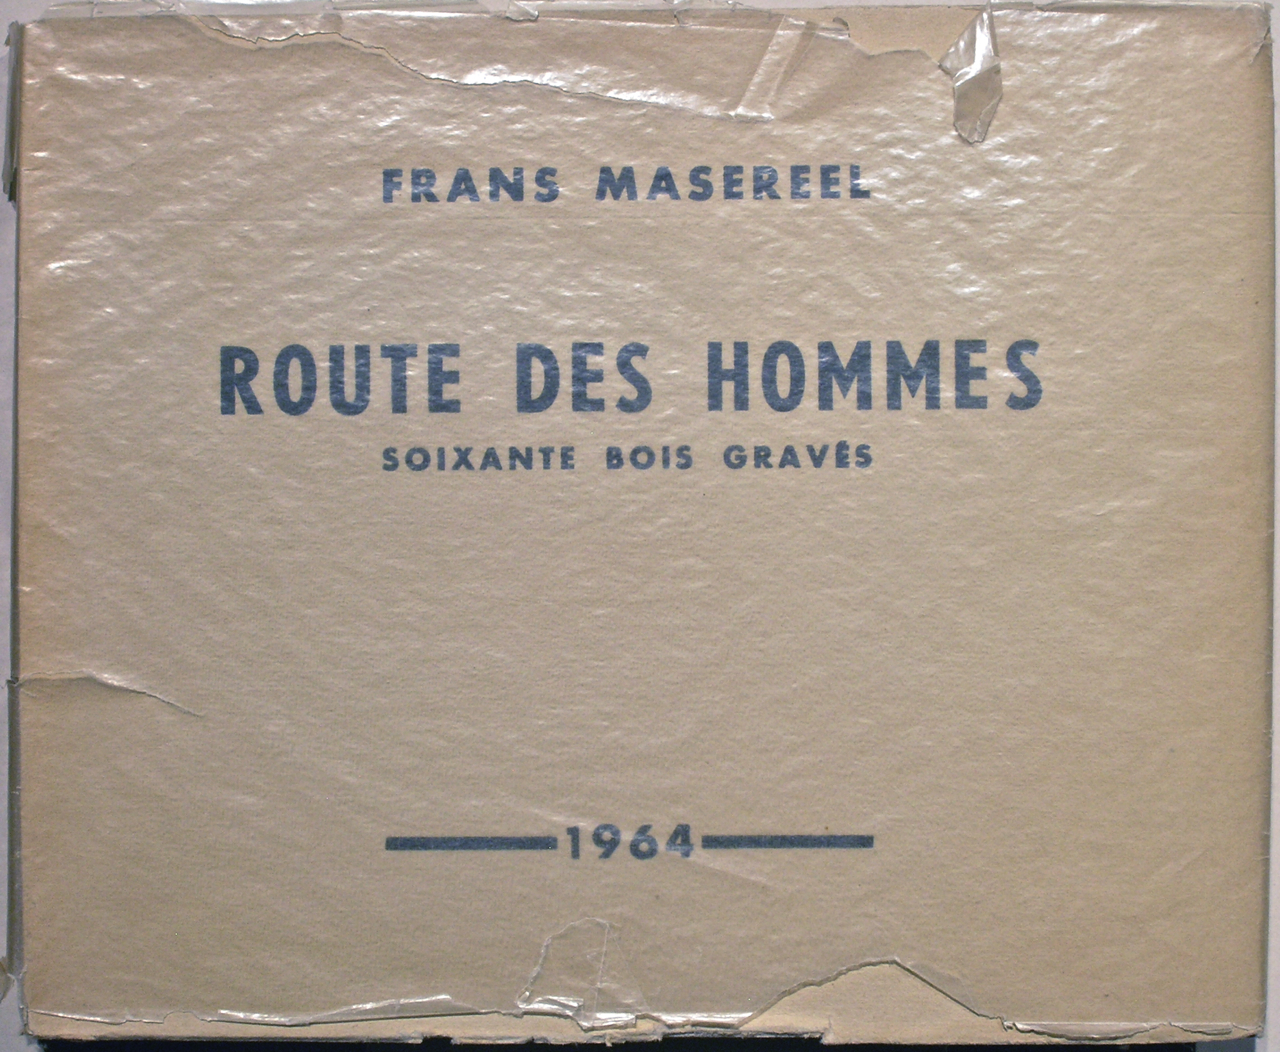 FRANS MASEREEL
ROUTE DES HOMMES
SOIXANTE BOIS GRAVÉS
1964